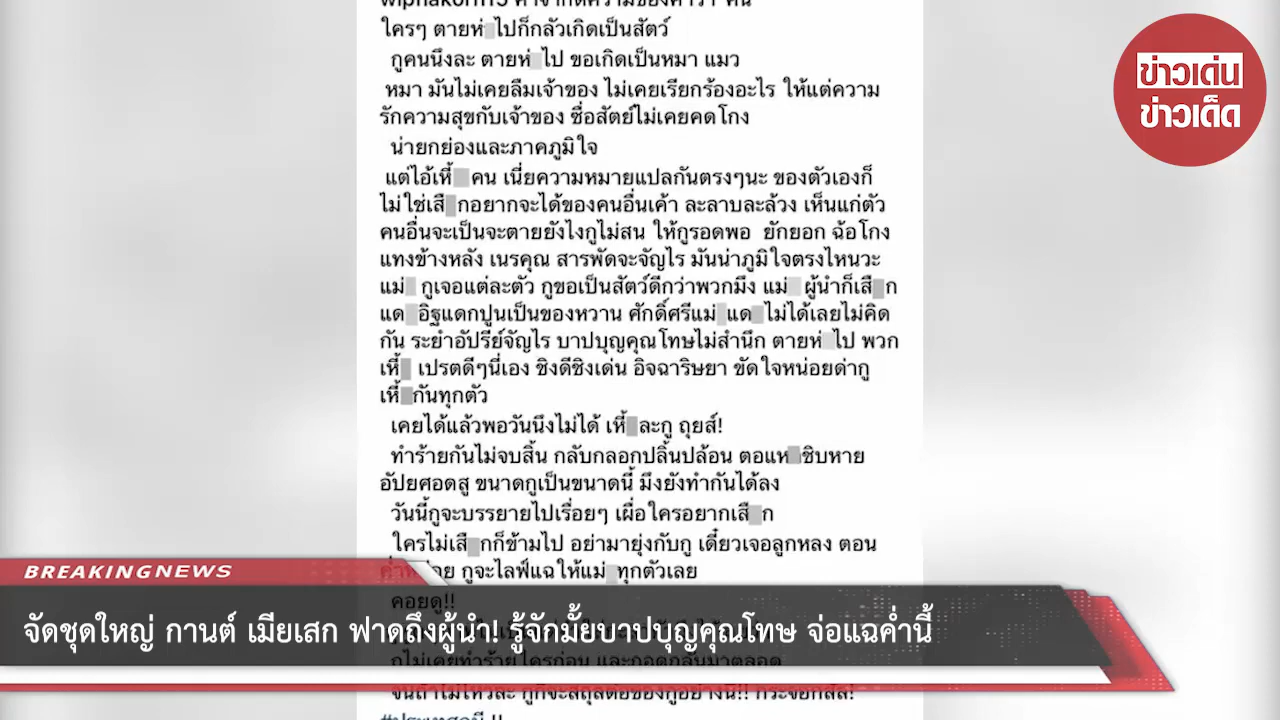 ใครๆ ตายห่ ไปก็กลัวเกิดเป็นสัตว์
กูคนนึงละ ตายห่ ไป ขอเกิดเป็นหมา แมว
หมา มันไม่เคยลืมเจ้าของ ไม่เคยเรียกร้องอะไร ให้แต่ความ
รักความสุขกับเจ้าของ ซื่อสัตย์ไม่เคยคดโกง
น่ายกย่องและภาคภูมิใจ
แต่ไอ้เหี้ คน เนี่ยความหมายแปลกันตรงๆนะ ของตัวเองก็
ไม่ใช่เสื กอยากจะได้ของคนอื่นเค้า ละลาบละล้วง เห็นแก่ตัว
คนอื่นจะเป็นจะตายยังไงกูไม่สน ให้กูรอดพอ ยักยอก ฉ้อโกง
แทงข้างหลัง เนรคุณ สารพัดจะจัญไร มันน่าภูมิใจตรงไหนวะ
แม่ กูเจอแต่ละตัว กูขอเป็นสัตว์ดีกว่าพวกมึง แม่ ผู้นำก็เสื ก
แด อิฐแดกปูนเป็นของหวาน ศักดิ์ศรีแม่ แด ไม่ได้เลยไม่คิด
กัน ระยำอัปรีย์จัญไร บาปบุญคุณโทษไม่สำนึก ตายห่ ไป พวก
เหี้ เปรตดีๆนี่เอง ชิงดีชิงเด่น อิจฉาริษยา ขัดใจหน่อยด่ากู
เหี้ กันทุกตัว
เคยได้แล้วพอวันนึงไม่ได้ เหี้ ละกู ถุยส์!
ทำร้ายกันไม่จบสิ้น กลับกลอกปลิ้นปล้อน ตอแห ชิบหาย
อัปยศอดสู ขนาดกูเป็นขนาดนี้ มึงยังทำกันได้ลง
วันนี้กูจะบรรยายไปเรื่อยๆ เผื่อใครอยากเสื ก
ใครไม่เสื กก็ข้ามไป อย่ามายุ่งกับกู เดี๋ยวเจอลูกหลง ตอน
กูจะไลฟ์แฉให้แม่ ทุกตัวเลย
คอยดู!!
ข่าวเด่น
ข่าวเด็ด
BREAKING NEWS
จัดชุดใหญ่ กานต์ เมียเสก ฟาดถึงผู้นำ! รู้จักมั้ยบาปบุญคุณโทษ จ่อแฉค่ำนี้